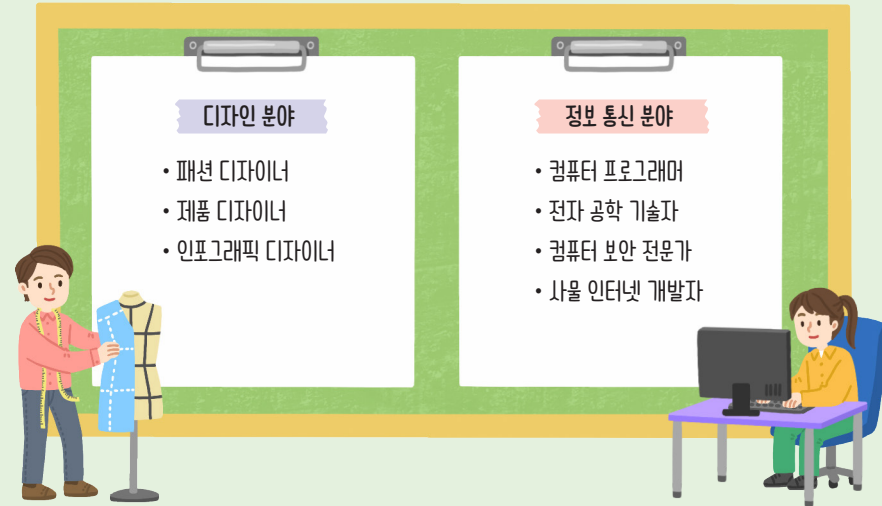 디자인 분야
• 패션 디자이너
• 제품 디자이너
• 인포그래픽 디자이너
정보 통신 분야
• 컴퓨터 프로그래머
• 전자 공학 기술자
• 컴퓨터 보안 전문가
• 사물 인터넷 개발자